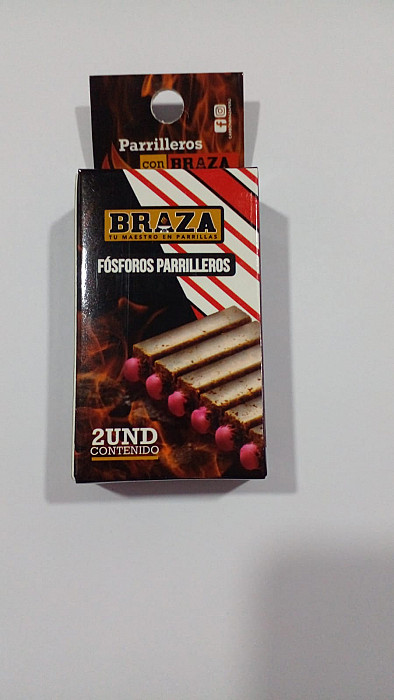 Parrilleros
con BRAZA
BRAZA
TU MAESTRO EN PARRILLAS
FÓSFOROS PARRILLEROS
2UND
CONTENIDO